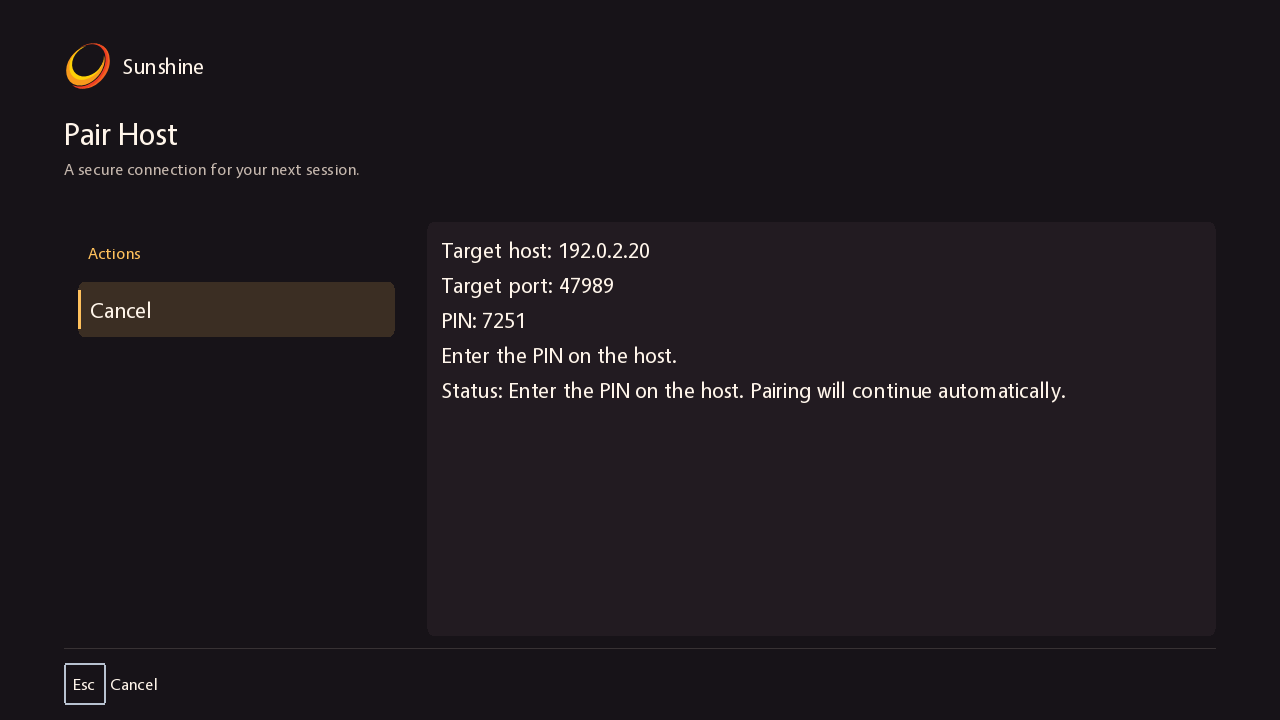 Sunshine
Pair Host
A secure connection for your next session.
Actions
Cancel
Target host: 192.0.2.20
Target port: 47989
PIN: 7251
Enter the PIN on the host.
Status: Enter the PIN on the host. Pairing will continue automatically.
Esc Cancel